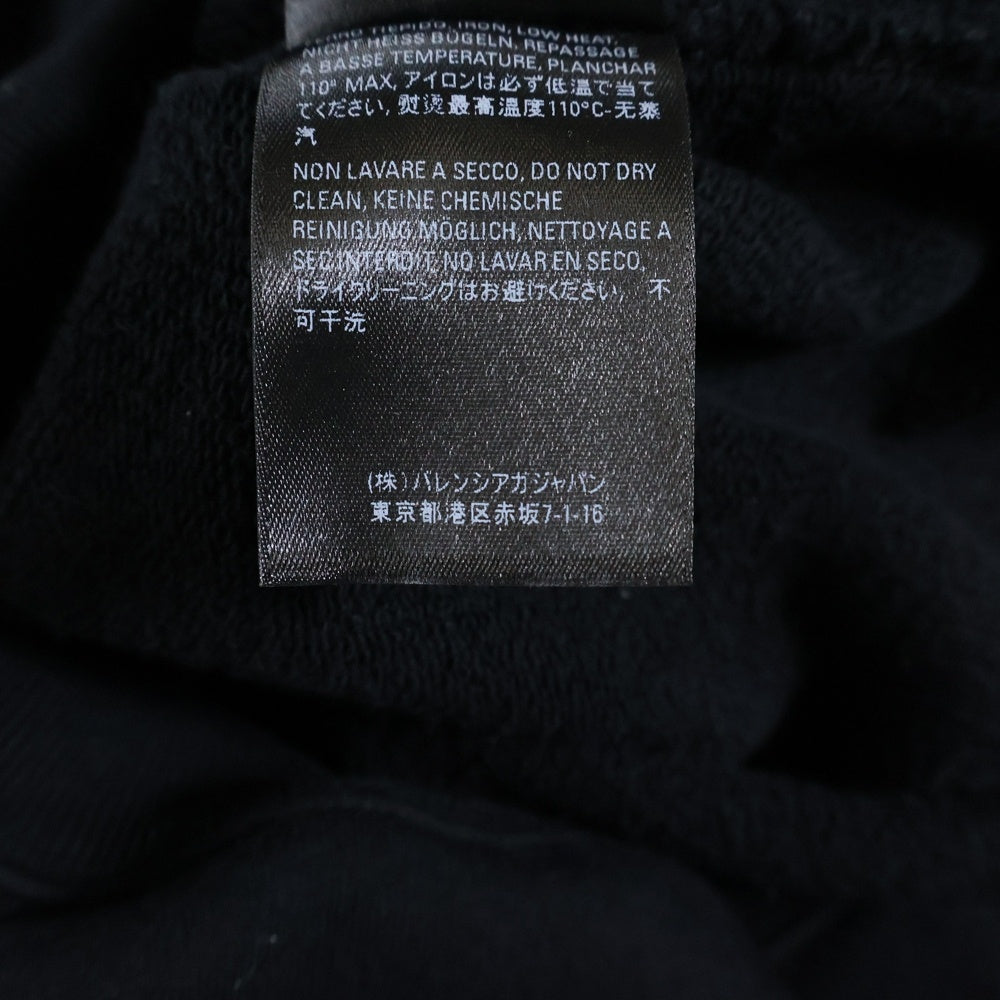 TIEPIDO, IRON, LOW HEAT,
NICHT HEISS BÜGELN, REPASSAGE
A BASSE TEMPERATURE, PLANCHAR
110° MAX, アイロンは必ず低温で当て
てください, 熨烫最高温度110°C-无蒸
汽
NON LAVARE A SECCO, DO NOT DRY
CLEAN, KEINE CHEMISCHE
REINIGUNG MÖGLICH, NETTOYAGE A
SEC INTERDIT, NO LAVAR EN SECO,
ドライクリーニングはお避けください, 不
可干洗
(株)バレンシアガジャパン
東京都港区赤坂7-1-16